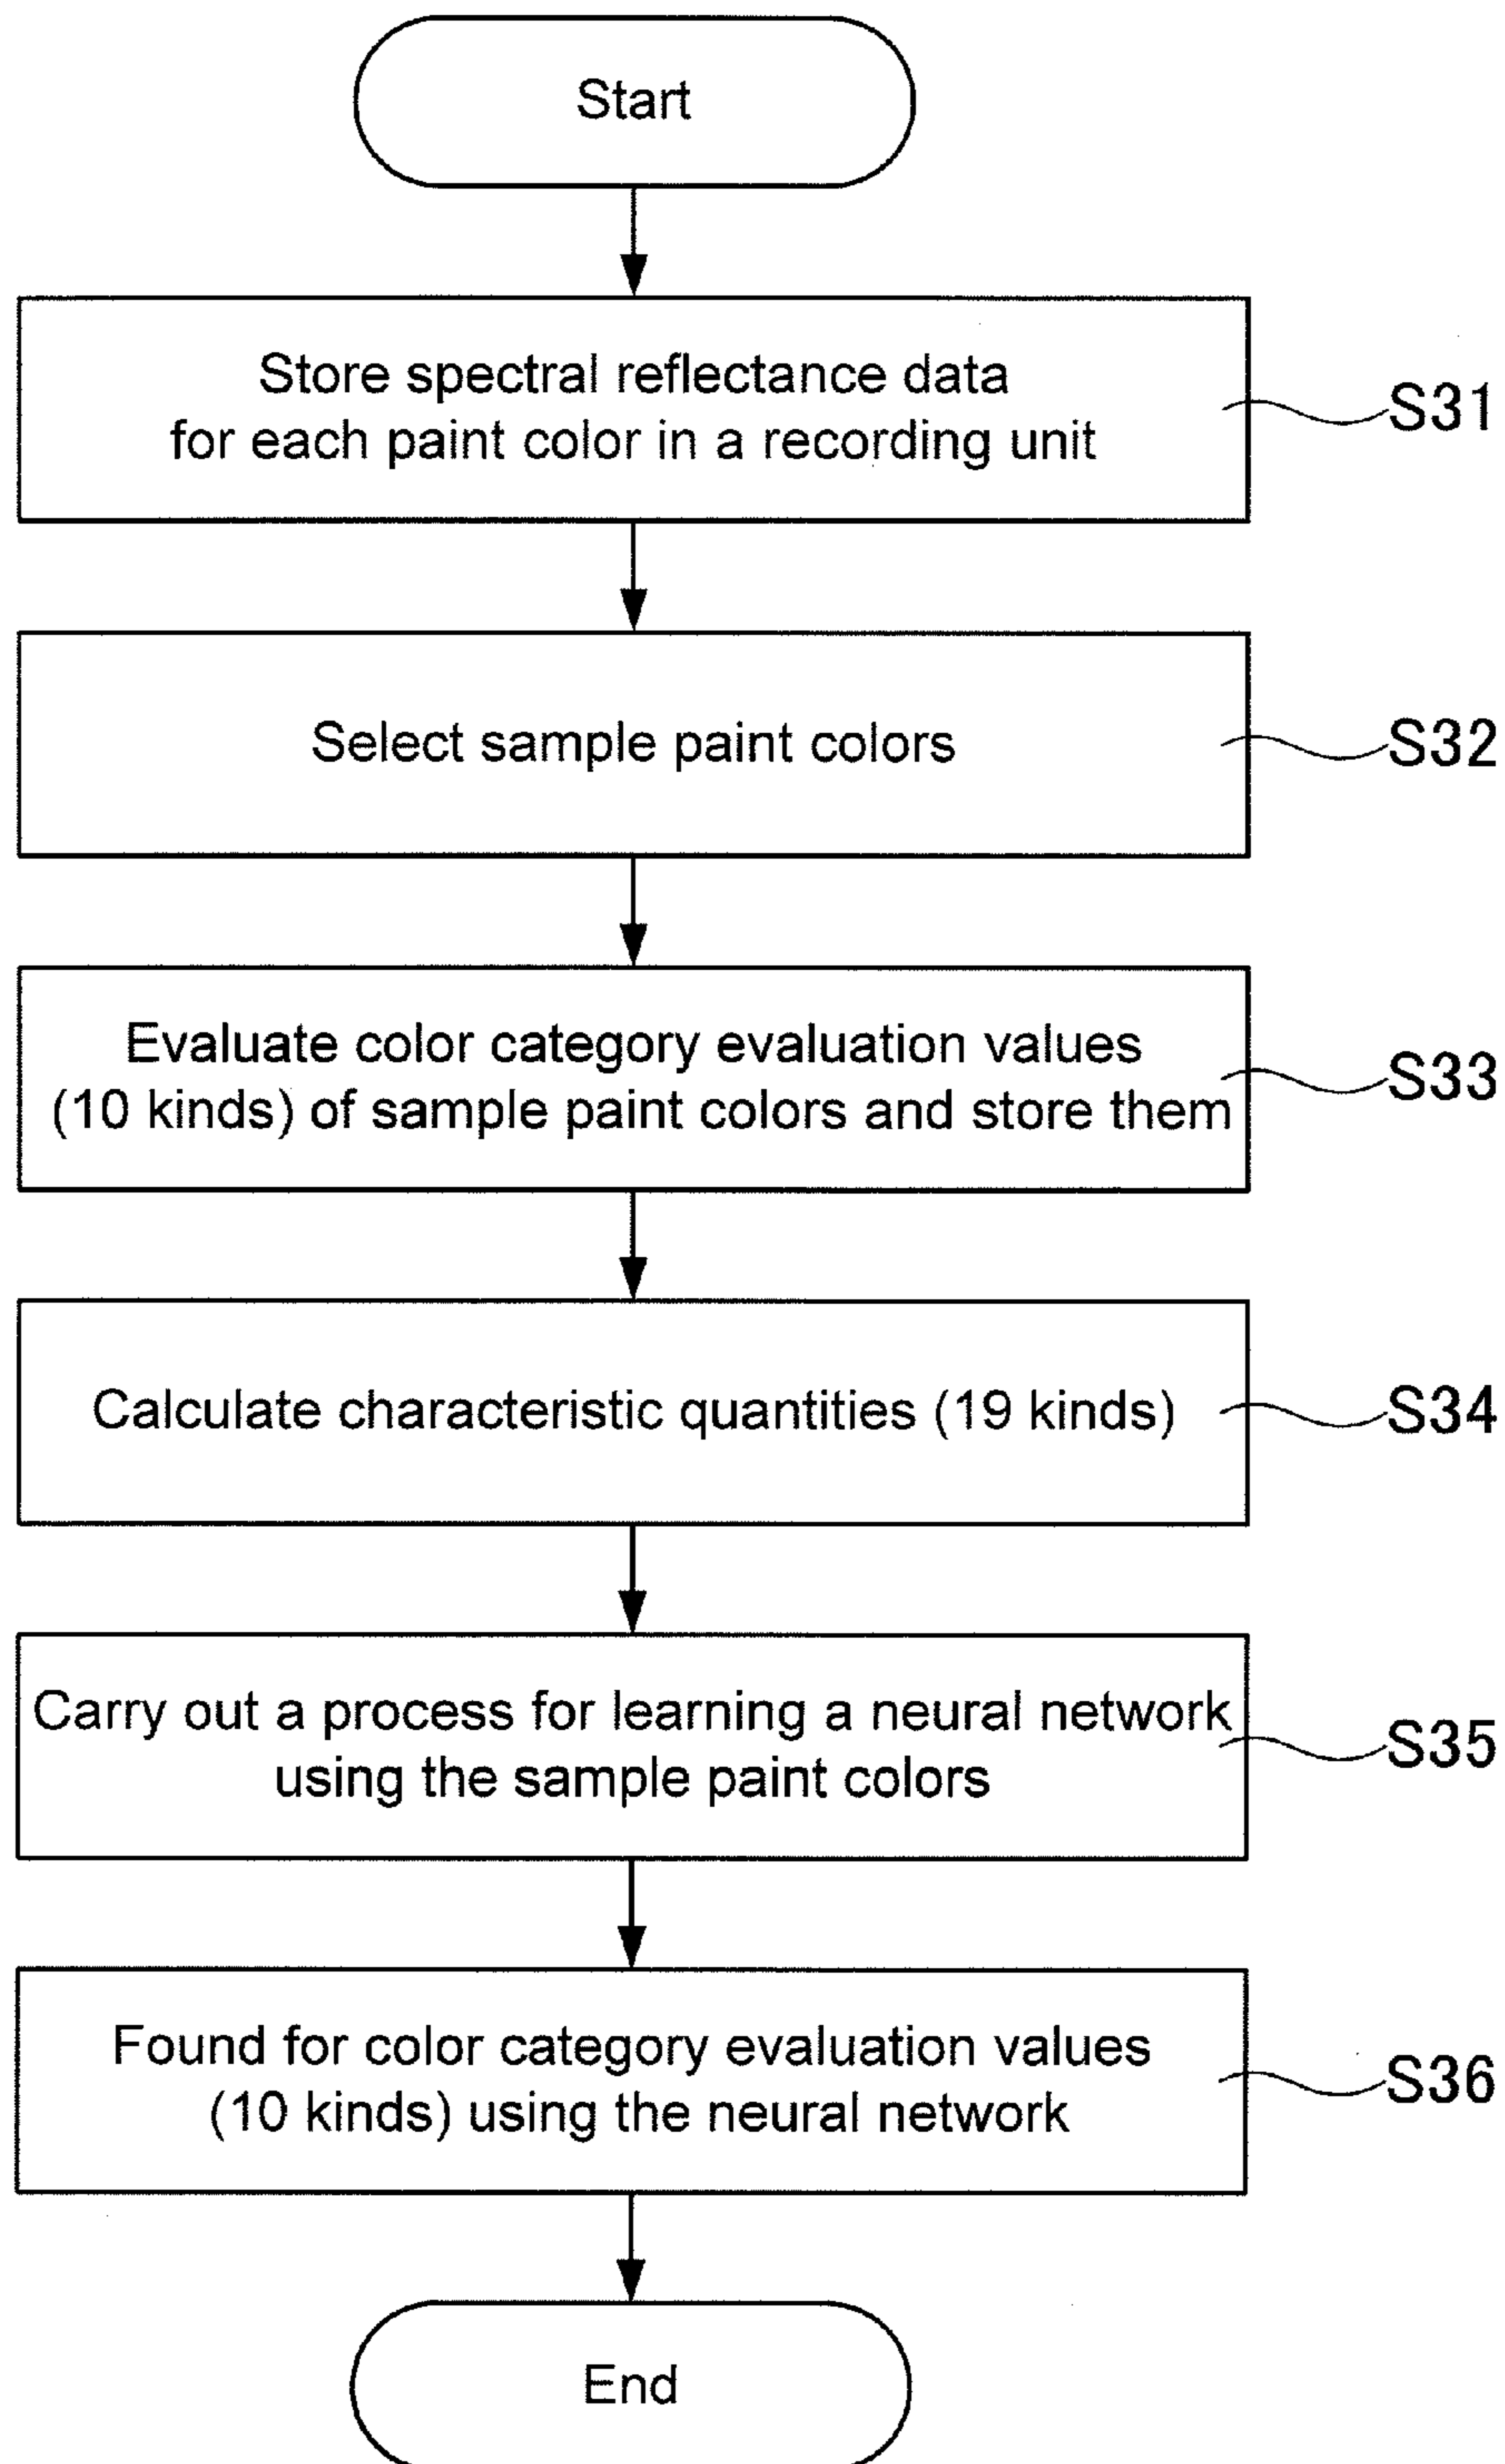 Start
Store spectral reflectance data
for each paint color in a recording unit
S31
Select sample paint colors
S32
Evaluate color category evaluation values
(10 kinds) of sample paint colors and store them
S33
Calculate characteristic quantities (19 kinds)
S34
Carry out a process for learning a neural network
using the sample paint colors
S35
Found for color category evaluation values
(10 kinds) using the neural network
S36
End